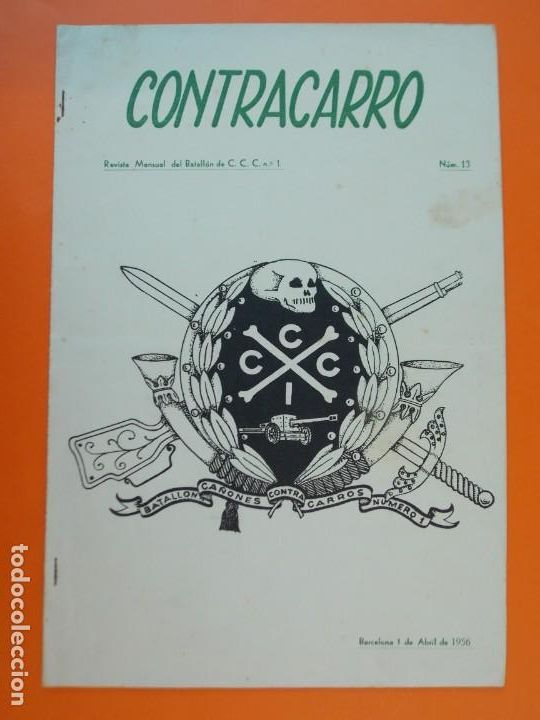 CONTRACARRO
Revista Mensual del Batallón de C. C. C. n.º 1
Núm. 13
C
C C
I
BATALLON CAÑONES CONTRA CARROS NUMERO 1
Barcelona 1 de Abril de 1956
todocoleccion